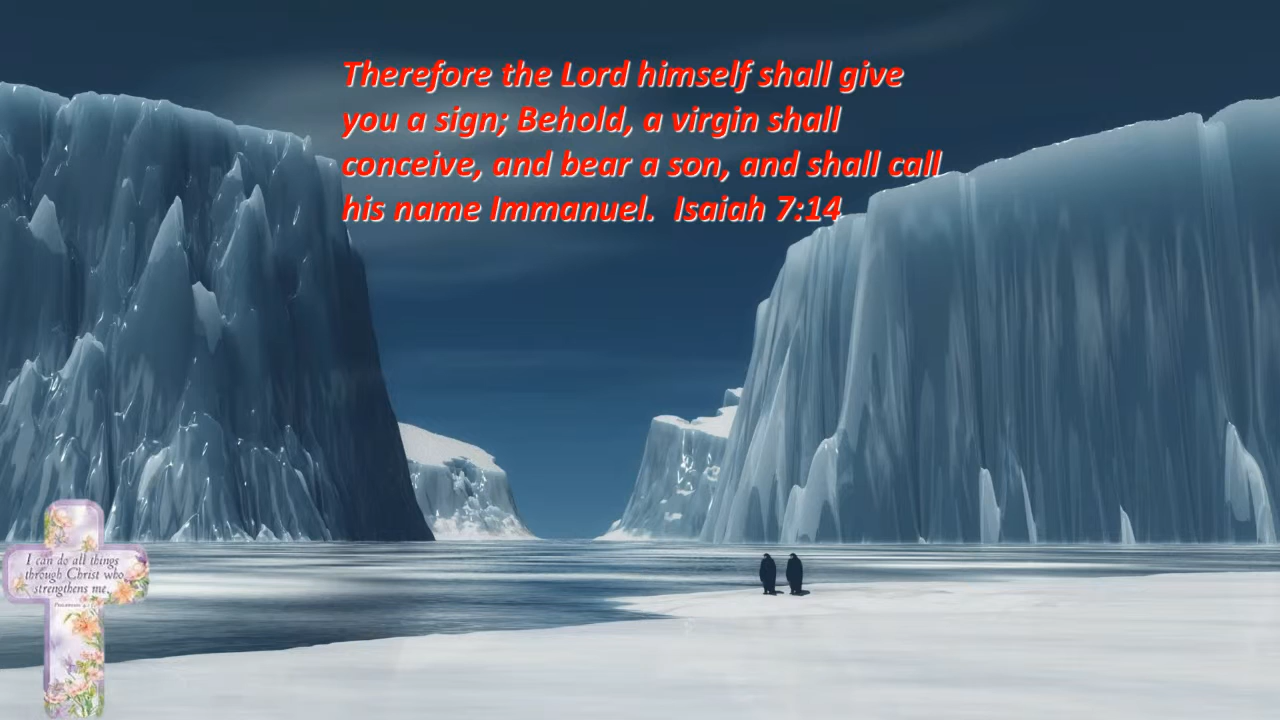 Therefore the Lord himself shall give
you a sign; Behold, a virgin shall
conceive, and bear a son, and shall call
his name Immanuel.  Isaiah 7:14
I can do all things
through Christ who
strengthens me.